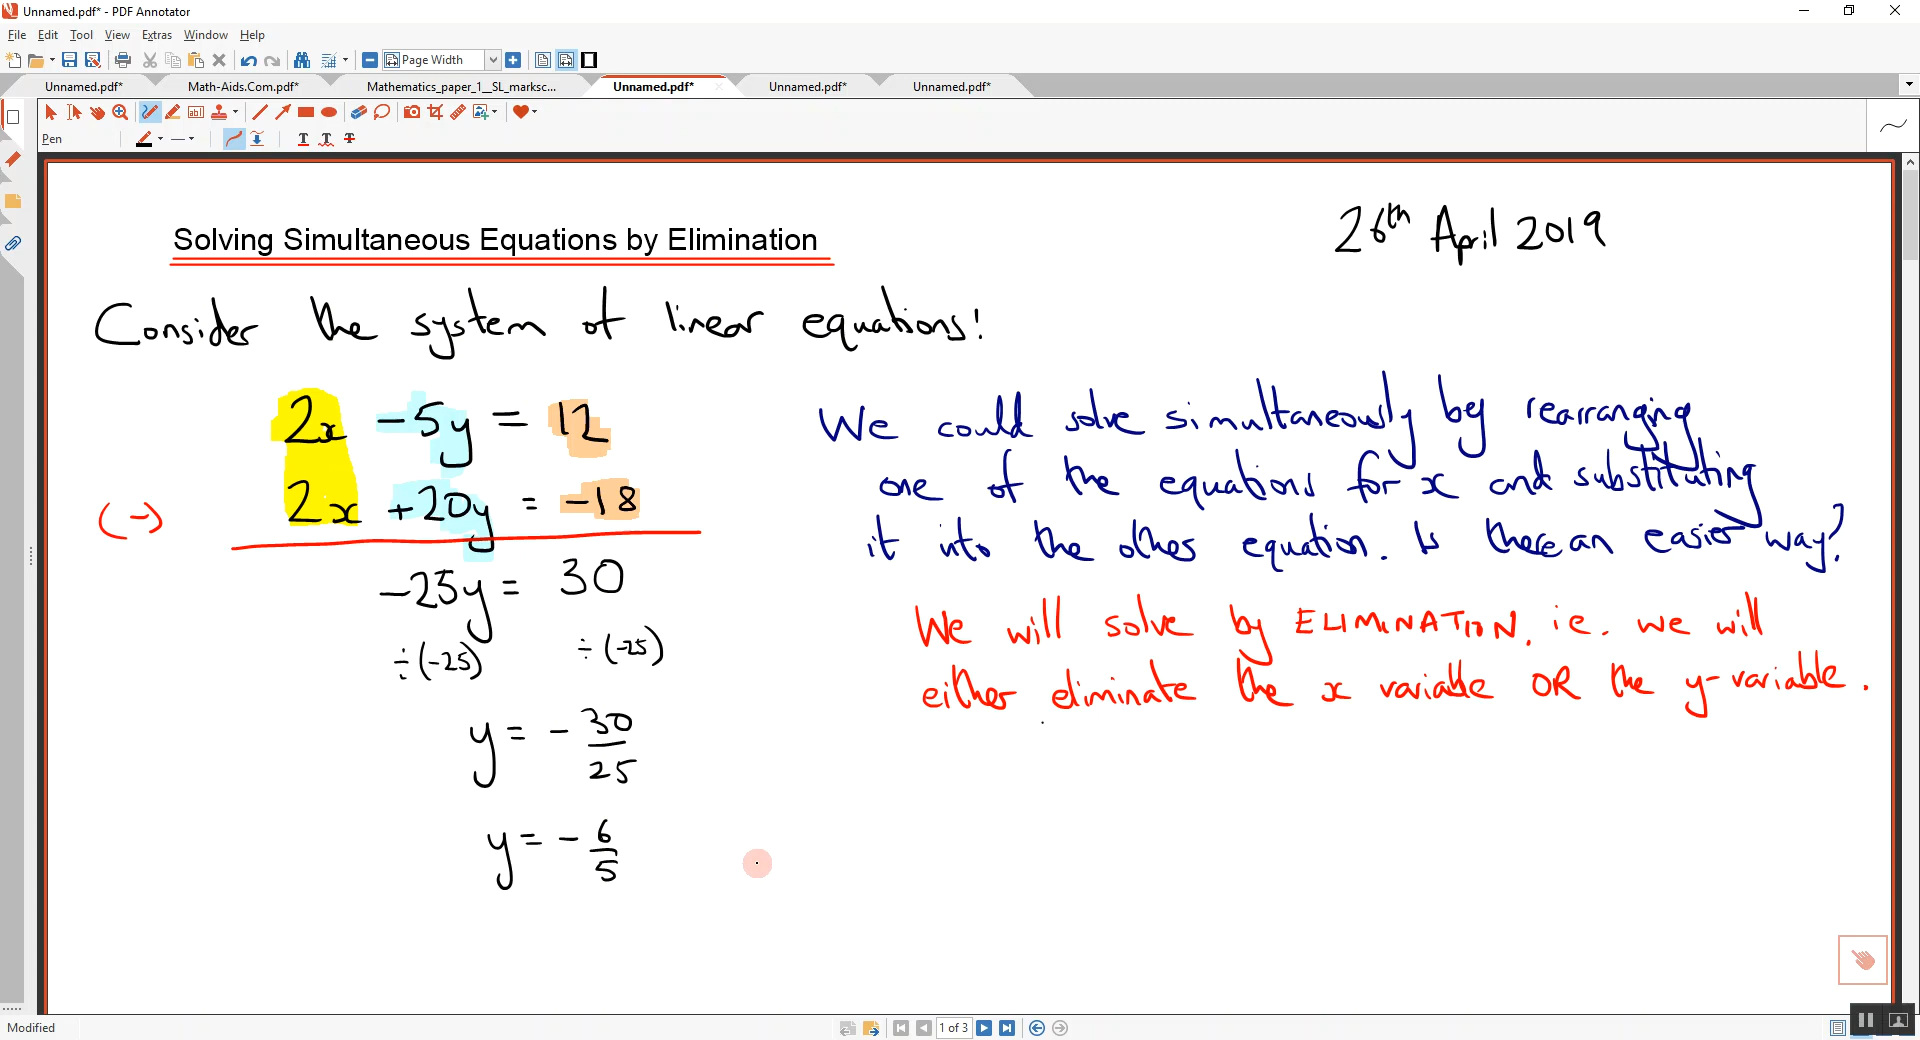 Unnamed.pdf* - PDF Annotator
File Edit Tool View Extras Window Help
Page Width
Unnamed.pdf* Math-Aids.Com.pdf* Mathematics_paper_1__SL_marksc... Unnamed.pdf* Unnamed.pdf* Unnamed.pdf*
Pen
26th April 2019
Solving Simultaneous Equations by Elimination
Consider the system of linear equations:
2x -5y = 12
2x +20y = -18
(-)
-25y = 30
÷(-25) ÷(-25)
y = - 30/25
y = - 6/5
We could solve simultaneously by rearranging
one of the equations for x and substituting
it into the other equation. Is there an easier way?
We will solve by ELIMINATION. i.e. we will
either eliminate the x variable OR the y-variable.
Modified
1 of 3